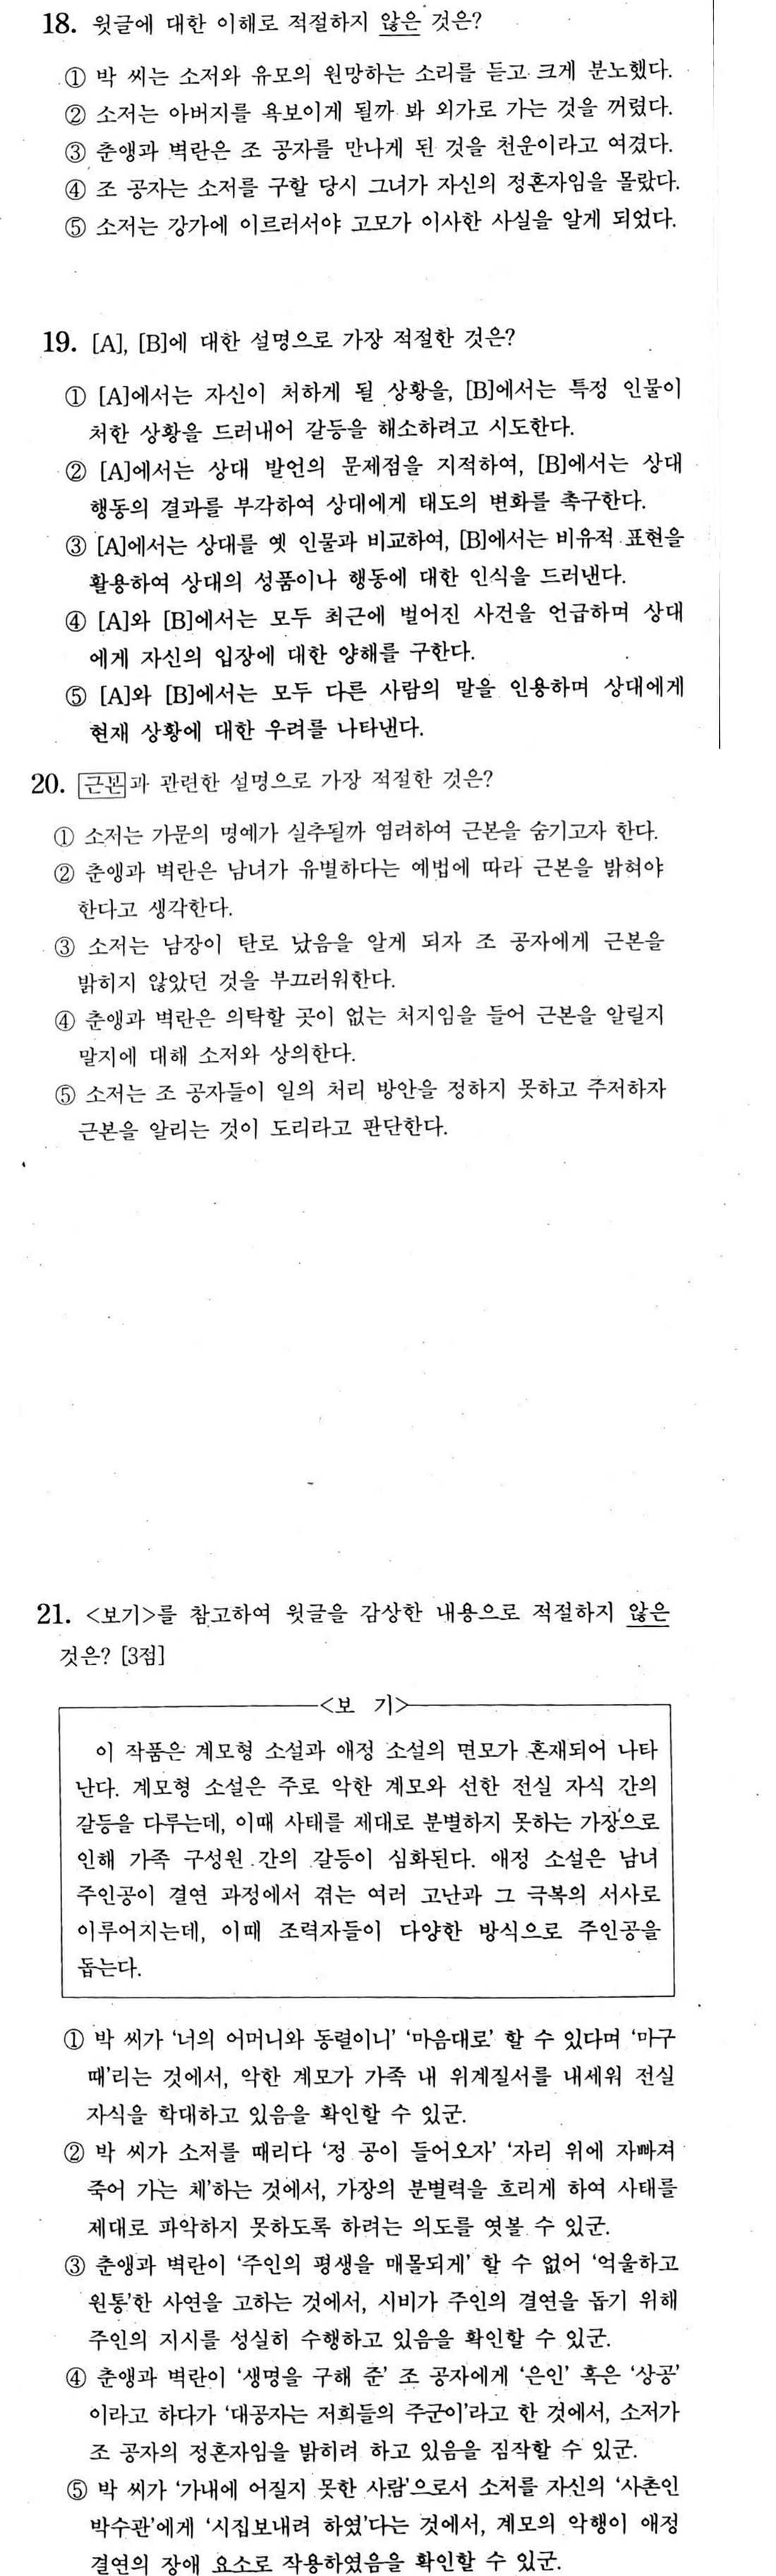 18. 윗글에 대한 이해로 적절하지 않은 것은?
① 박 씨는 소저와 유모의 원망하는 소리를 듣고 크게 분노했다.
② 소저는 아버지를 욕보이게 될까 봐 외가로 가는 것을 꺼렸다.
③ 춘앵과 벽란은 조 공자를 만나게 된 것을 천운이라고 여겼다.
④ 조 공자는 소저를 구할 당시 그녀가 자신의 정혼자임을 몰랐다.
⑤ 소저는 강가에 이르러서야 고모가 이사한 사실을 알게 되었다.
19. [A], [B]에 대한 설명으로 가장 적절한 것은?
① [A]에서는 자신이 처하게 될 상황을, [B]에서는 특정 인물이
처한 상황을 드러내어 갈등을 해소하려고 시도한다.
② [A]에서는 상대 발언의 문제점을 지적하여, [B]에서는 상대
행동의 결과를 부각하여 상대에게 태도의 변화를 촉구한다.
③ [A]에서는 상대를 옛 인물과 비교하여, [B]에서는 비유적 표현을
활용하여 상대의 성품이나 행동에 대한 인식을 드러낸다.
④ [A]와 [B]에서는 모두 최근에 벌어진 사건을 언급하며 상대
에게 자신의 입장에 대한 양해를 구한다.
⑤ [A]와 [B]에서는 모두 다른 사람의 말을 인용하며 상대에게
현재 상황에 대한 우려를 나타낸다.
20. 근본과 관련한 설명으로 가장 적절한 것은?
① 소저는 가문의 명예가 실추될까 염려하여 근본을 숨기고자 한다.
② 춘앵과 벽란은 남녀가 유별하다는 예법에 따라 근본을 밝혀야
한다고 생각한다.
③ 소저는 남장이 탄로 났음을 알게 되자 조 공자에게 근본을
밝히지 않았던 것을 부끄러워한다.
④ 춘앵과 벽란은 의탁할 곳이 없는 처지임을 들어 근본을 알릴지
말지에 대해 소저와 상의한다.
⑤ 소저는 조 공자들이 일의 처리 방안을 정하지 못하고 주저하자
근본을 알리는 것이 도리라고 판단한다.
21. <보기>를 참고하여 윗글을 감상한 내용으로 적절하지 않은
것은? [3점]
<보 기>
이 작품은 계모형 소설과 애정 소설의 면모가 혼재되어 나타
난다. 계모형 소설은 주로 악한 계모와 선한 전실 자식 간의
갈등을 다루는데, 이때 사태를 제대로 분별하지 못하는 가장으로
인해 가족 구성원 간의 갈등이 심화된다. 애정 소설은 남녀
주인공이 결연 과정에서 겪는 여러 고난과 그 극복의 서사로
이루어지는데, 이때 조력자들이 다양한 방식으로 주인공을
돕는다.
① 박 씨가 ‘너의 어머니와 동렬이니’ ‘마음대로’ 할 수 있다며 ‘마구
때’리는 것에서, 악한 계모가 가족 내 위계질서를 내세워 전실
자식을 학대하고 있음을 확인할 수 있군.
② 박 씨가 소저를 때리다 ‘정 공이 들어오자’ ‘자리 위에 자빠져
죽어 가는 체’하는 것에서, 가장의 분별력을 흐리게 하여 사태를
제대로 파악하지 못하도록 하려는 의도를 엿볼 수 있군.
③ 춘앵과 벽란이 ‘주인의 평생을 매몰되게’ 할 수 없어 ‘억울하고
원통’한 사연을 고하는 것에서, 시비가 주인의 결연을 돕기 위해
주인의 지시를 성실히 수행하고 있음을 확인할 수 있군.
④ 춘앵과 벽란이 ‘생명을 구해 준’ 조 공자에게 ‘은인’ 혹은 ‘상공’
이라고 하다가 ‘대공자는 저희들의 주군이’라고 한 것에서, 소저가
조 공자의 정혼자임을 밝히려 하고 있음을 짐작할 수 있군.
⑤ 박 씨가 ‘가내에 어질지 못한 사람’으로서 소저를 자신의 ‘사촌인
박수관’에게 ‘시집보내려 하였’다는 것에서, 계모의 악행이 애정
결연의 장애 요소로 작용하였음을 확인할 수 있군.